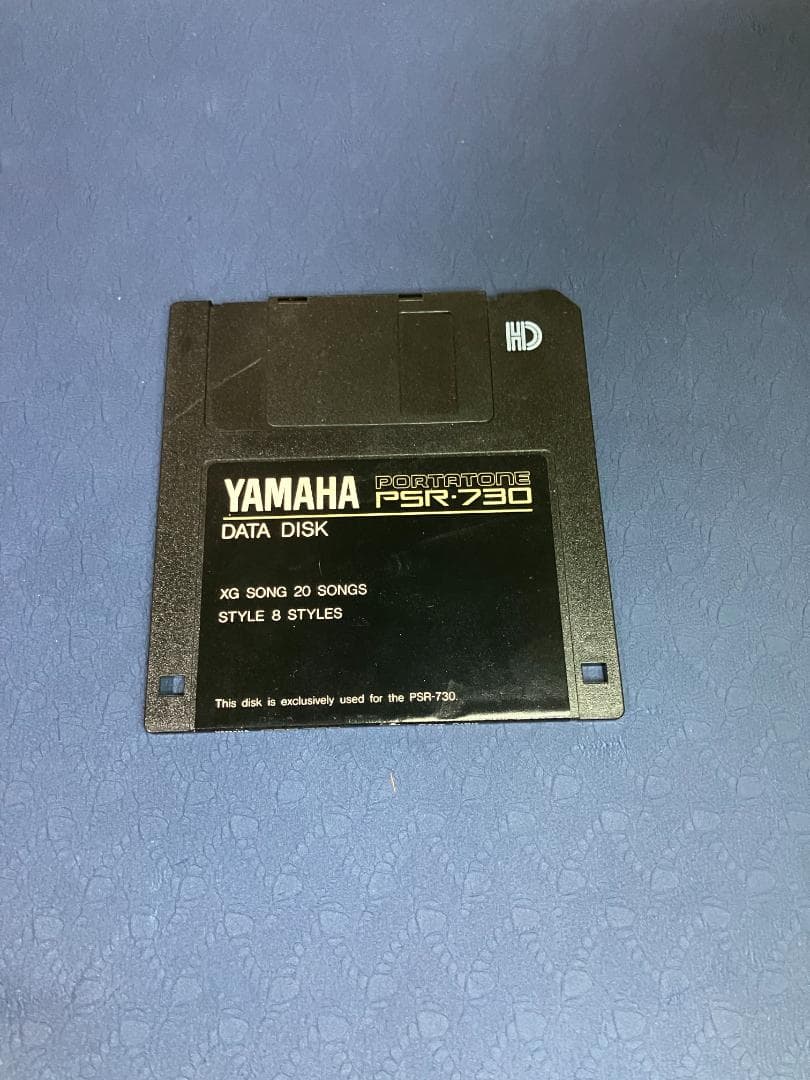 HD
YAMAHA PORTATONE PSR-730
DATA DISK
XG SONG 20 SONGS
STYLE 8 STYLES
This disk is exclusively used for the PSR-730.